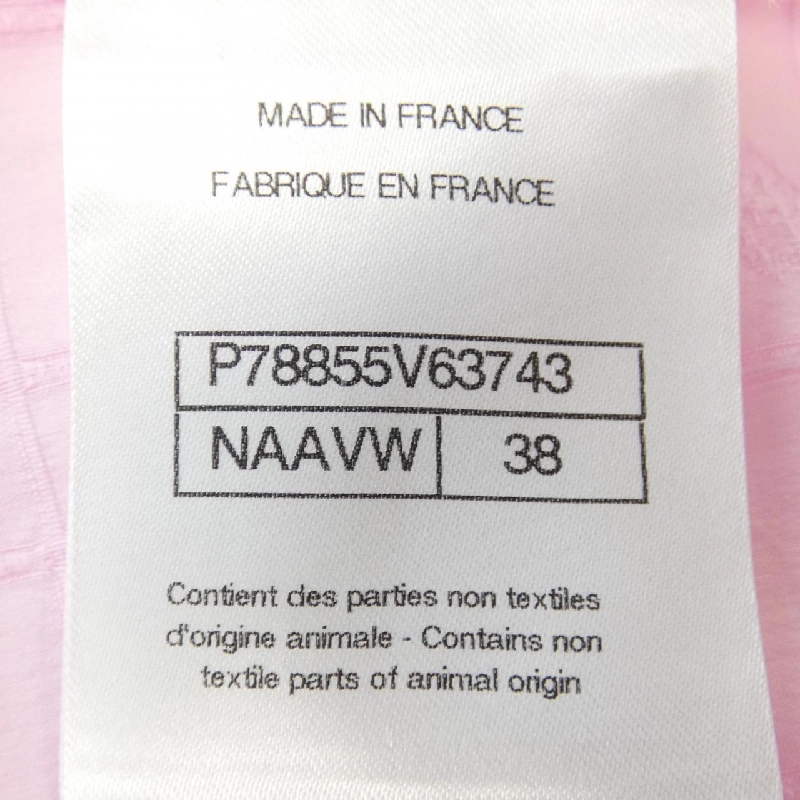 MADE IN FRANCE
FABRIQUE EN FRANCE
P78855V63743
NAAVW 38
Contient des parties non textiles
d'origine animale - Contains non
textile parts of animal origin